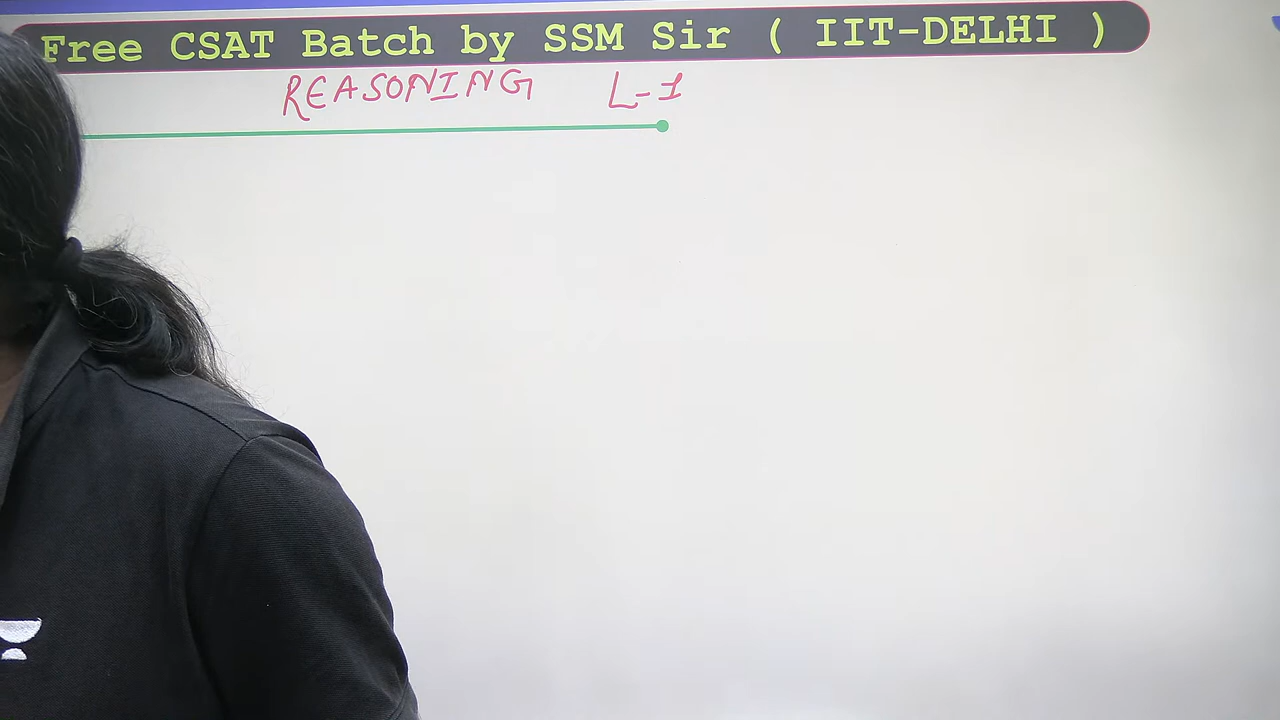 Free CSAT Batch by SSM Sir ( IIT-DELHI )
REASONING L-1